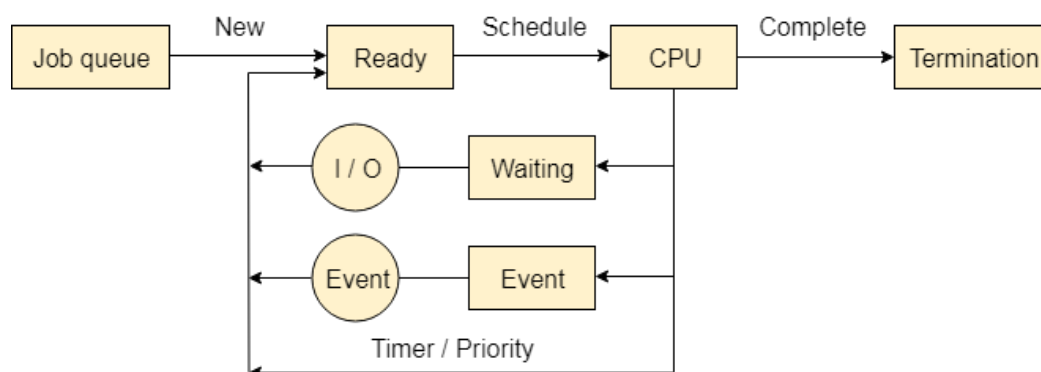 New
Schedule
Complete
Job queue
Ready
CPU
Termination
I / O
Waiting
Event
Event
Timer / Priority